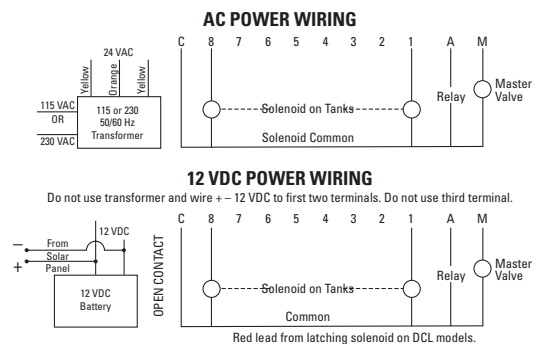 AC POWER WIRING
24 VAC
Yellow
Orange
Yellow
115 VAC
OR
230 VAC
115 or 230
50/60 Hz
Transformer
C 8 7 6 5 4 3 2 1 A M
Solenoid on Tanks
Relay
Master
Valve
Solenoid Common
12 VDC POWER WIRING
Do not use transformer and wire + – 12 VDC to first two terminals. Do not use third terminal.
12 VDC
– From
Solar
+ Panel
12 VDC
Battery
OPEN CONTACT
C 8 7 6 5 4 3 2 1 A M
Solenoid on Tanks
Relay
Master
Valve
Common
Red lead from latching solenoid on DCL models.